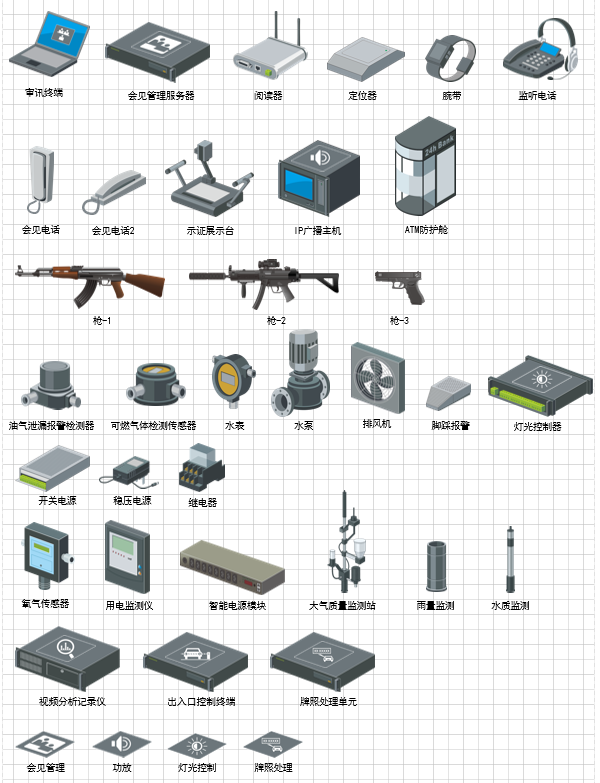 审讯终端
会见管理服务器
阅读器
定位器
腕带
监听电话
24h Bank
会见电话
会见电话2
示证展示台
IP广播主机
ATM防护舱
枪-1
枪-2
枪-3
油气泄漏报警检测器
可燃气体检测传感器
水表
水泵
排风机
脚踩报警
灯光控制器
开关电源
稳压电源
继电器
氧气传感器
用电监测仪
智能电源模块
大气质量监测站
雨量监测
水质监测
视频分析记录仪
出入口控制终端
牌照处理单元
会见管理
功放
灯光控制
牌照处理